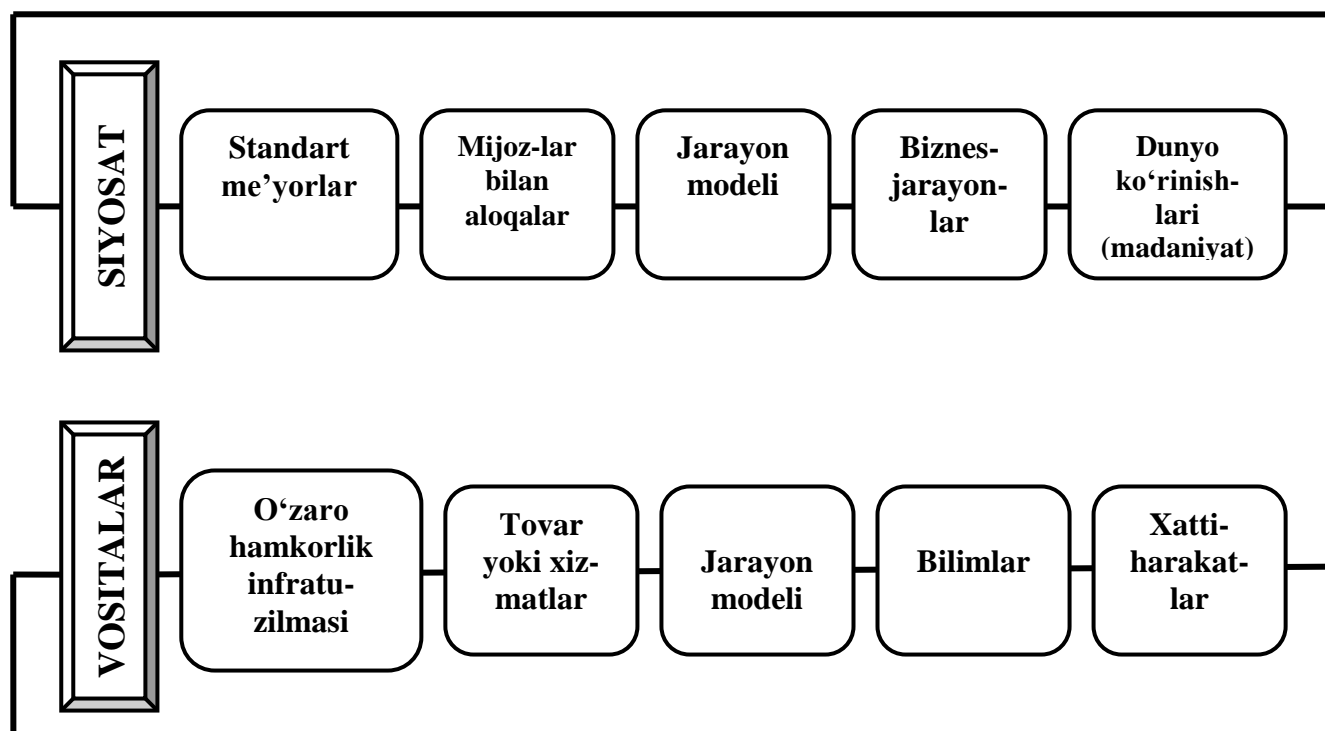 SIYOSAT
Standart
me’yorlar
Mijoz-lar
bilan
aloqalar
Jarayon
modeli
Biznes-
jarayon-
lar
Dunyo
ko‘rinish-
lari
(madaniyat)
VOSITALAR
O‘zaro
hamkorlik
infratu-
zilmasi
Tovar
yoki xiz-
matlar
Jarayon
modeli
Bilimlar
Xatti-
harakat-
lar